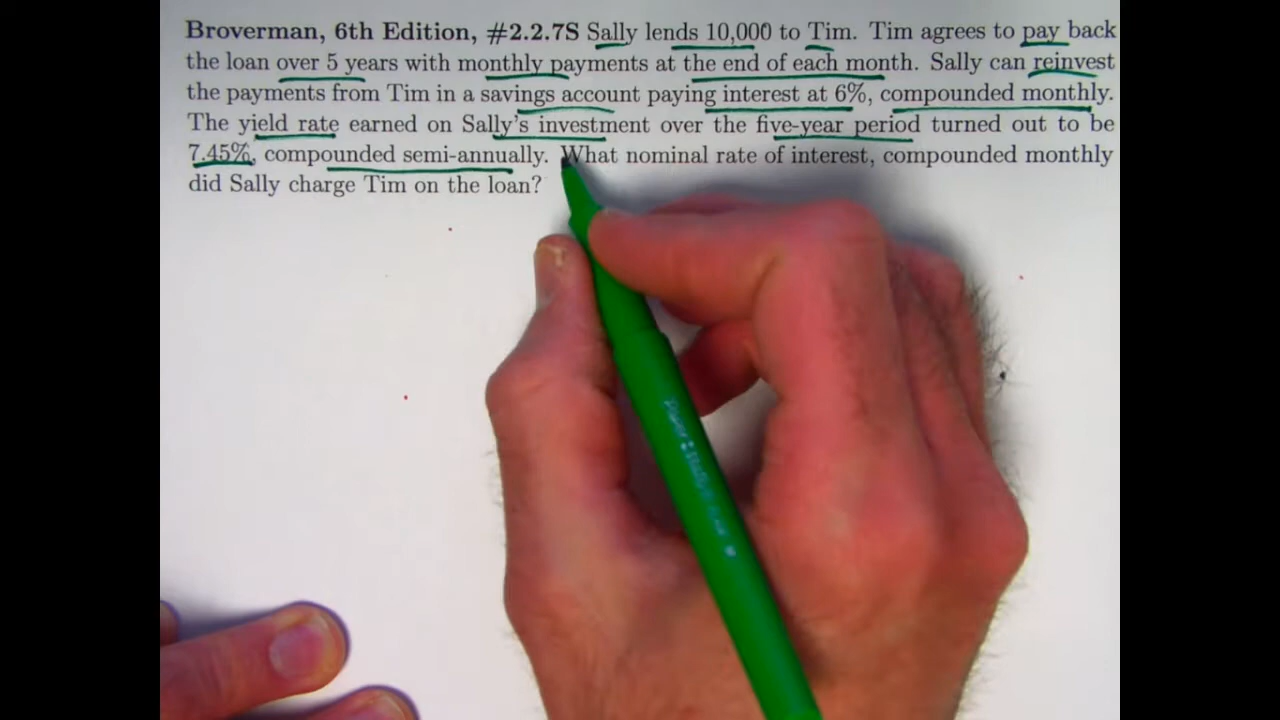 Broverman, 6th Edition, #2.2.7S Sally lends 10,000 to Tim. Tim agrees to pay back
the loan over 5 years with monthly payments at the end of each month. Sally can reinvest
the payments from Tim in a savings account paying interest at 6%, compounded monthly.
The yield rate earned on Sally's investment over the five-year period turned out to be
7.45%, compounded semi-annually. What nominal rate of interest, compounded monthly
did Sally charge Tim on the loan?